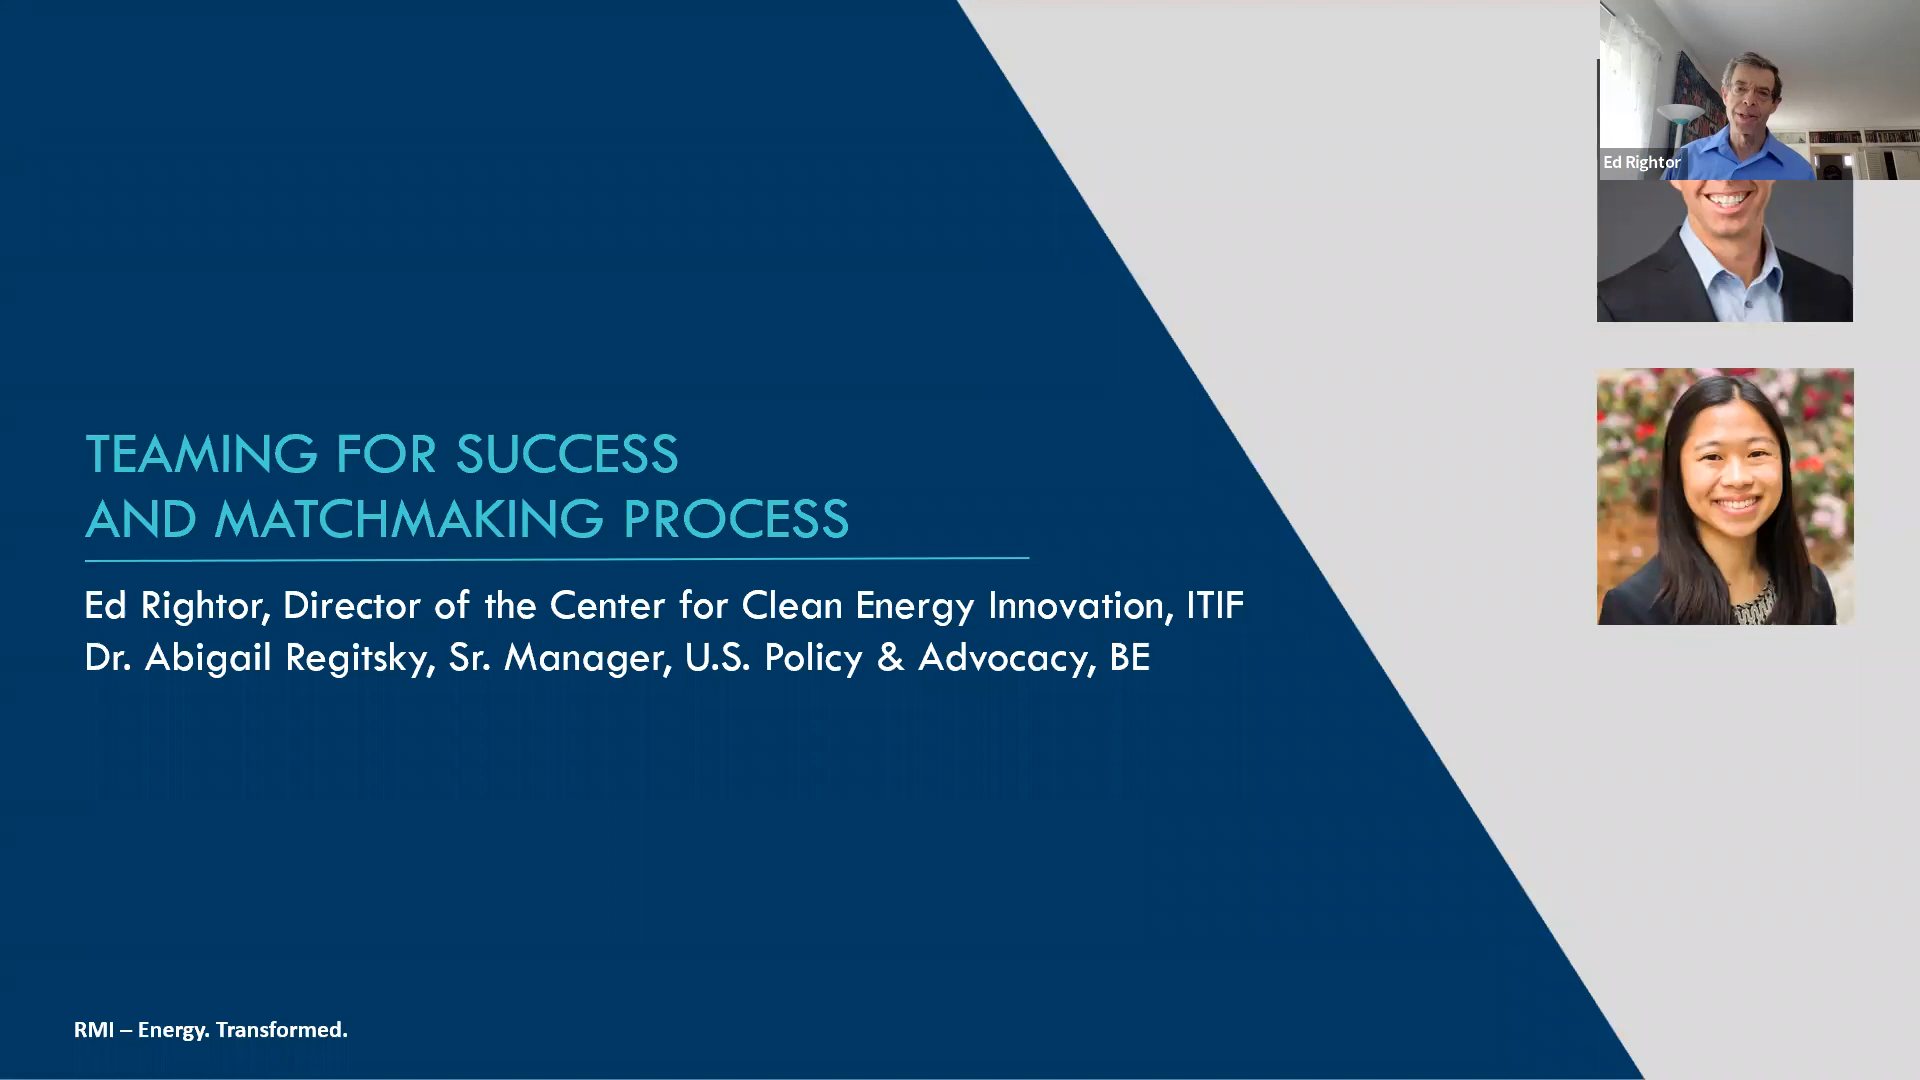 Ed Rightor
TEAMING FOR SUCCESS
AND MATCHMAKING PROCESS
Ed Rightor, Director of the Center for Clean Energy Innovation, ITIF
Dr. Abigail Regitsky, Sr. Manager, U.S. Policy & Advocacy, BE
RMI – Energy. Transformed.